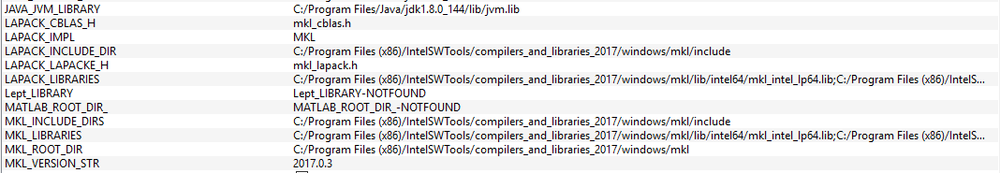 JAVA_JVM_LIBRARY C:/Program Files/Java/jdk1.8.0_144/lib/jvm.lib
LAPACK_CBLAS_H mkl_cblas.h
LAPACK_IMPL MKL
LAPACK_INCLUDE_DIR C:/Program Files (x86)/IntelSWTools/compilers_and_libraries_2017/windows/mkl/include
LAPACK_LAPACKE_H mkl_lapack.h
LAPACK_LIBRARIES C:/Program Files (x86)/IntelSWTools/compilers_and_libraries_2017/windows/mkl/lib/intel64/mkl_intel_lp64.lib;C:/Program Files (x86)/IntelS...
Lept_LIBRARY Lept_LIBRARY-NOTFOUND
MATLAB_ROOT_DIR_ MATLAB_ROOT_DIR_-NOTFOUND
MKL_INCLUDE_DIRS C:/Program Files (x86)/IntelSWTools/compilers_and_libraries_2017/windows/mkl/include
MKL_LIBRARIES C:/Program Files (x86)/IntelSWTools/compilers_and_libraries_2017/windows/mkl/lib/intel64/mkl_intel_lp64.lib;C:/Program Files (x86)/IntelS...
MKL_ROOT_DIR C:/Program Files (x86)/IntelSWTools/compilers_and_libraries_2017/windows/mkl
MKL_VERSION_STR 2017.0.3